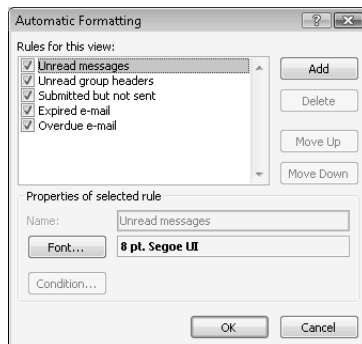 Automatic Formatting
Rules for this view:
Unread messages
Unread group headers
Submitted but not sent
Expired e-mail
Overdue e-mail
Add
Delete
Move Up
Move Down
Properties of selected rule
Name:
Unread messages
Font...
8 pt. Segoe UI
Condition...
OK
Cancel